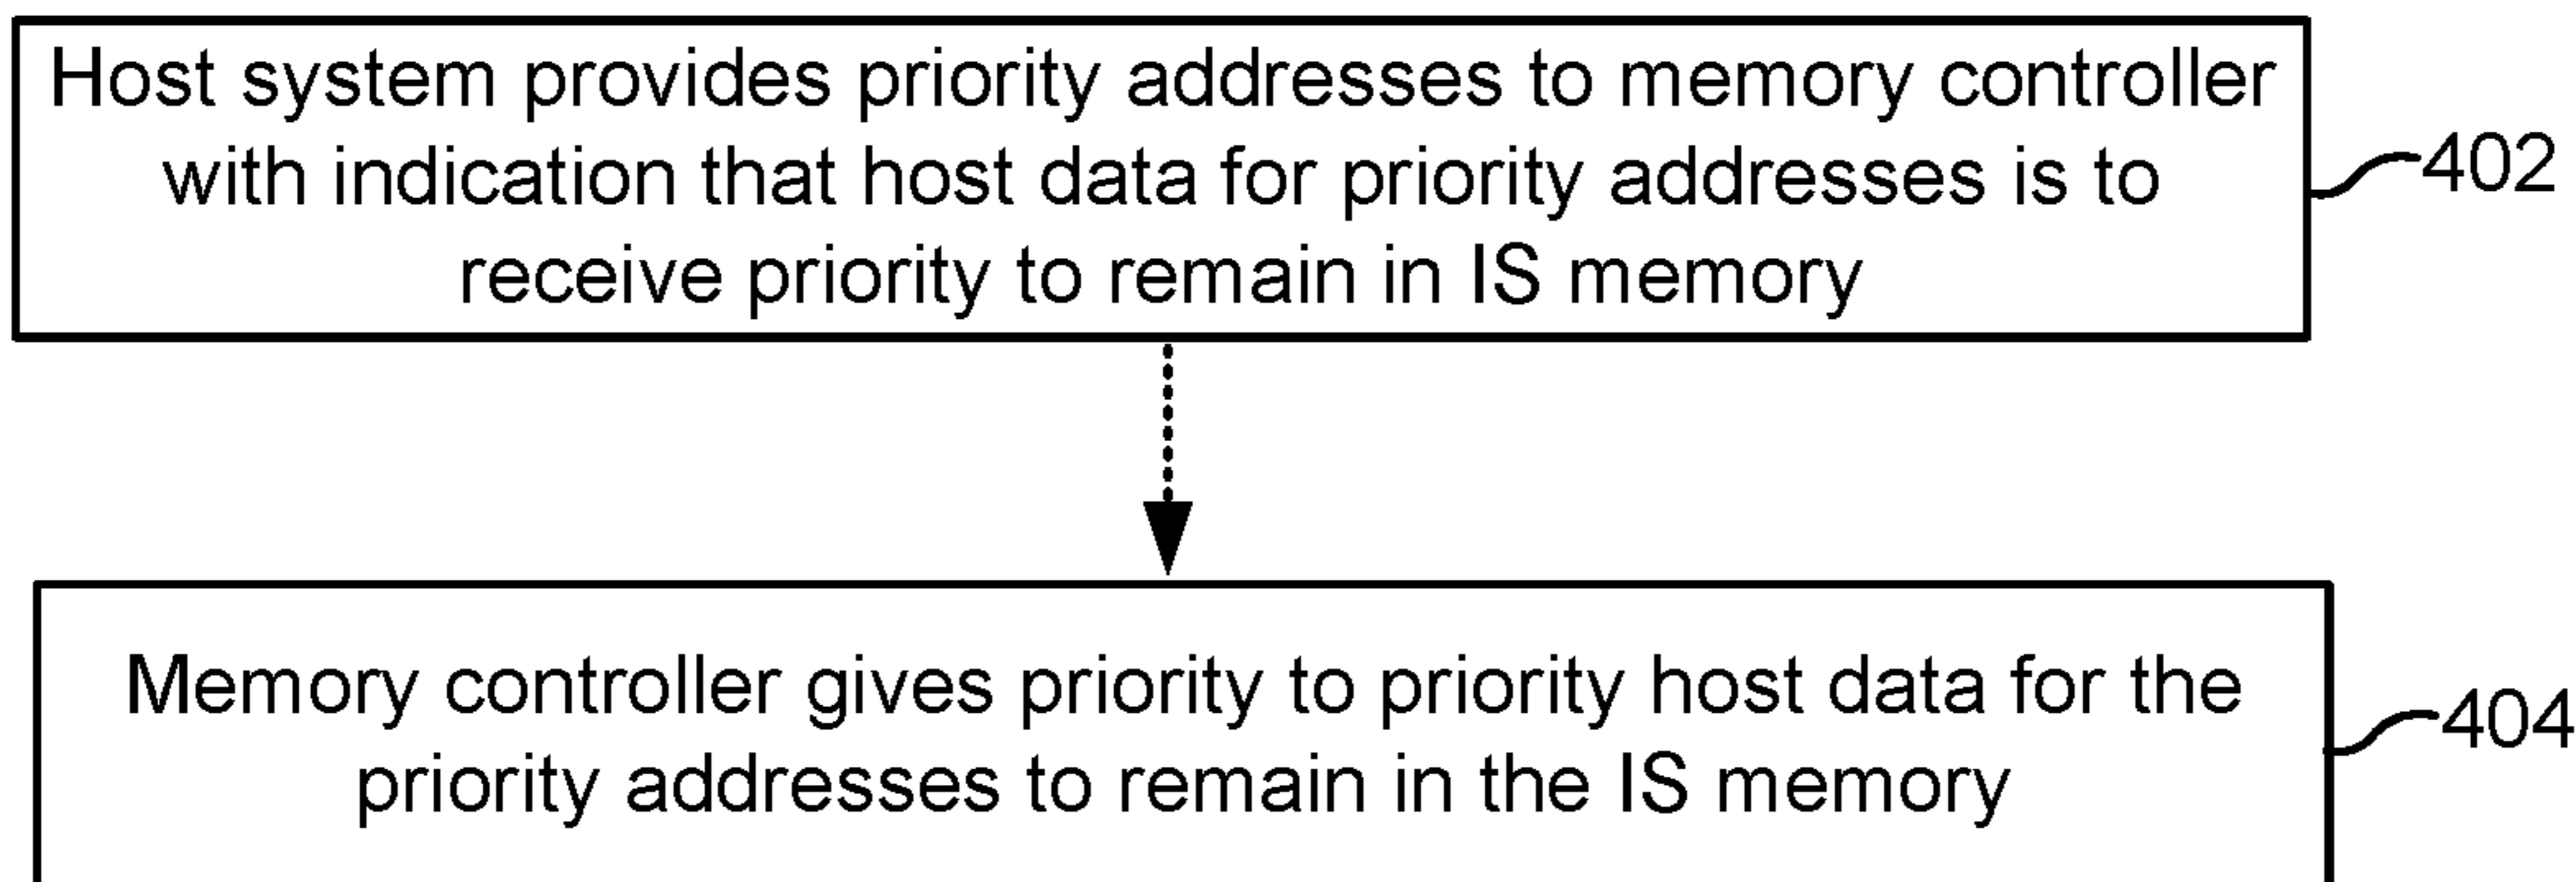 Host system provides priority addresses to memory controller
with indication that host data for priority addresses is to
receive priority to remain in IS memory
402
Memory controller gives priority to priority host data for the
priority addresses to remain in the IS memory
404